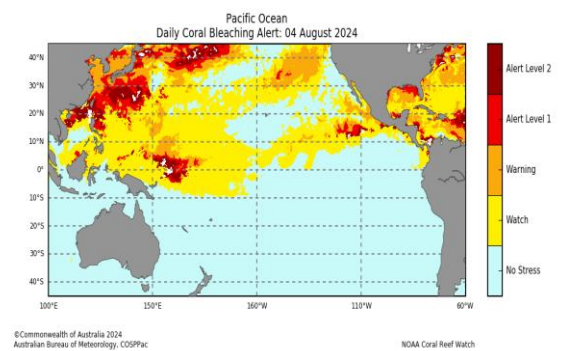 Pacific Ocean
Daily Coral Bleaching Alert: 04 August 2024
40°N
30°N
20°N
10°N
0°
10°S
20°S
30°S
40°S
100°E
150°E
160°W
110°W
60°W
Alert Level 2
Alert Level 1
Warning
Watch
No Stress
©Commonwealth of Australia 2024
Australian Bureau of Meteorology, COSPPac
NOAA Coral Reef Watch